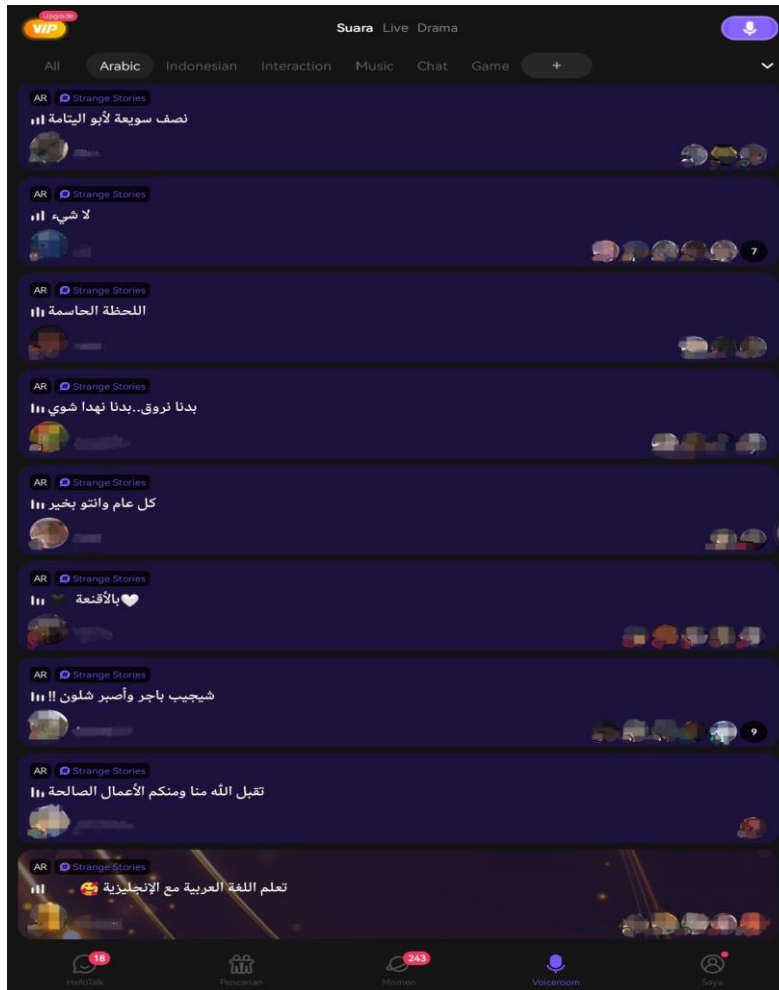 Upgrade
VIP
Suara Live Drama
All Arabic Indonesian Interaction Music Chat Game +
AR Strange Stories
نصف سويعة لأبو اليتامة
AR Strange Stories
لا شيء
7
AR Strange Stories
اللحظة الحاسمة
AR Strange Stories
بدنا نروق..بدنا نهدا شوي
AR Strange Stories
كل عام وانتو بخير
AR Strange Stories
🤍بالأقنعة 🖤
AR Strange Stories
شيجيب باجر وأصبر شلون !!
9
AR Strange Stories
تقبل الله منا ومنكم الأعمال الصالحة
AR Strange Stories
تعلم اللغة العربية مع الإنجليزية 🥰
18 243
HelloTalk Pencarian Momen Voiceroom Saya